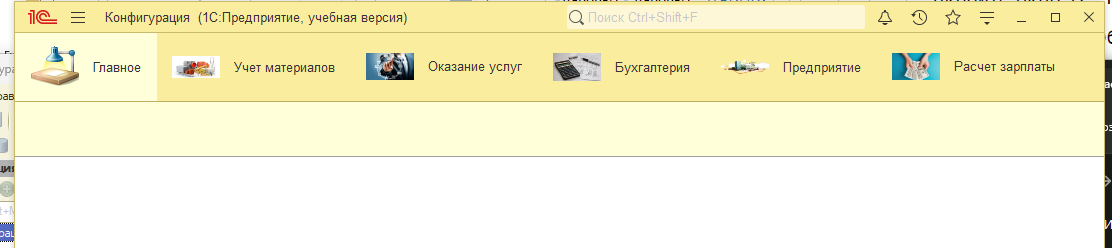 1С Конфигурация (1С:Предприятие, учебная версия) Поиск Ctrl+Shift+F
Главное Учет материалов Оказание услуг Бухгалтерия Предприятие Расчет зарплаты